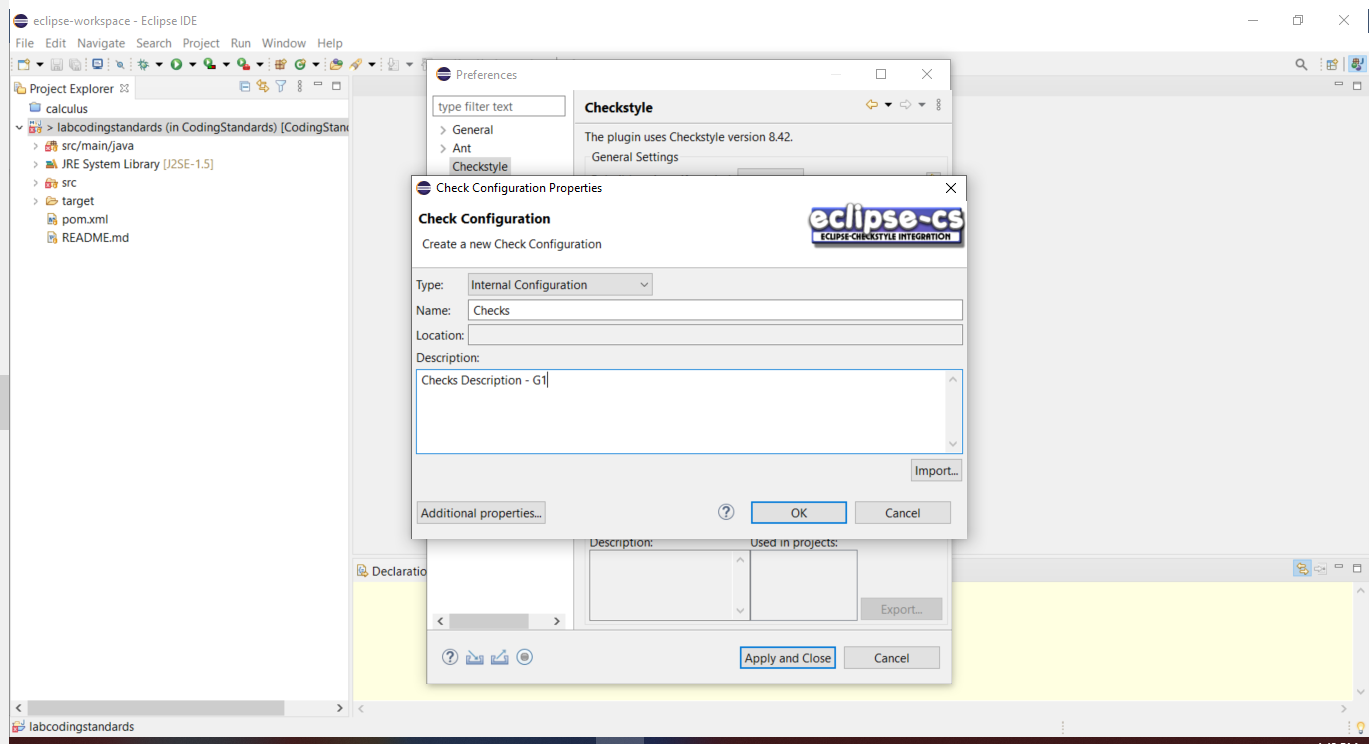 eclipse-workspace - Eclipse IDE
File Edit Navigate Search Project Run Window Help
Project Explorer
calculus
> labcodingstandards (in CodingStandards) [CodingStand
src/main/java
JRE System Library [J2SE-1.5]
src
target
pom.xml
README.md
Preferences
type filter text
General
Ant
Checkstyle
Checkstyle
The plugin uses Checkstyle version 8.42.
General Settings
Check Configuration Properties
Check Configuration
Create a new Check Configuration
eclipse-cs
ECLIPSE-CHECKSTYLE INTEGRATION
Type: Internal Configuration
Name: Checks
Location:
Description:
Checks Description - G1
Import...
Additional properties...
? OK Cancel
Description: Used in projects:
Export...
? Apply and Close Cancel
Declaratio
labcodingstandards